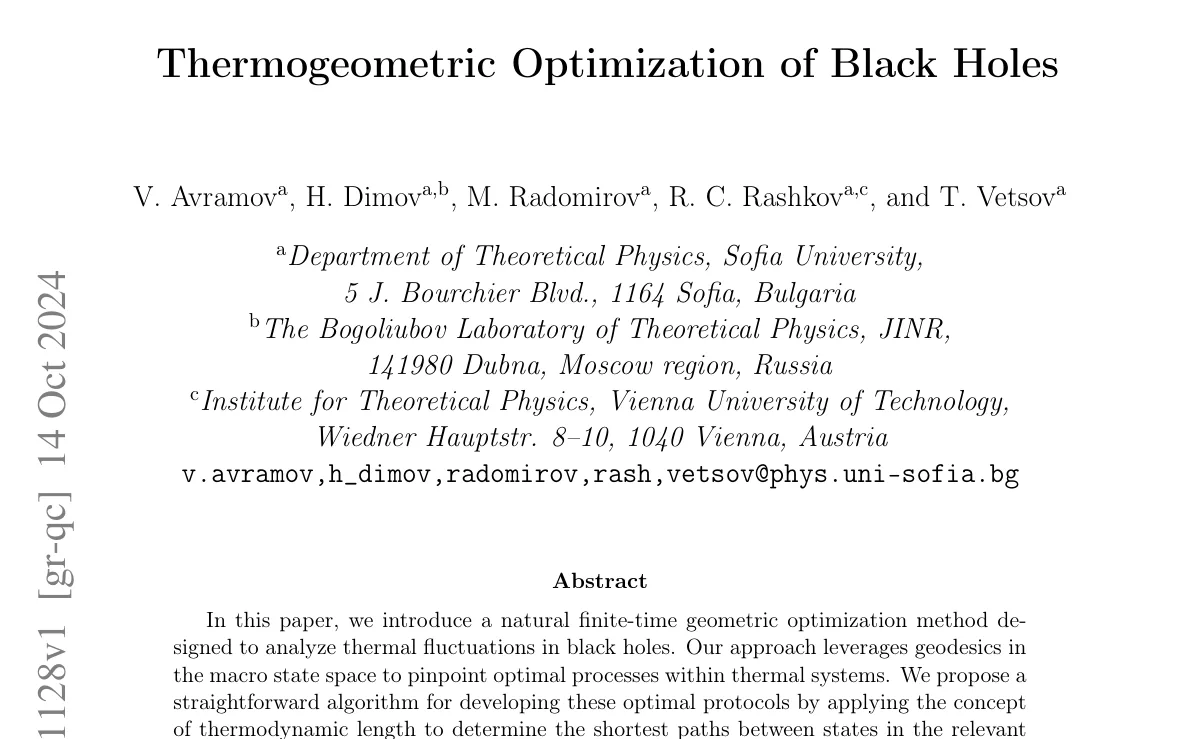 Thermogeometric Optimization of Black Holes
V. Avramovᵃ, H. Dimovᵃ,ᵇ, M. Radomirovᵃ, R. C. Rashkovᵃ,ᶜ, and T. Vetsovᵃ
ᵃDepartment of Theoretical Physics, Sofia University,
5 J. Bourchier Blvd., 1164 Sofia, Bulgaria
ᵇThe Bogoliubov Laboratory of Theoretical Physics, JINR,
141980 Dubna, Moscow region, Russia
ᶜInstitute for Theoretical Physics, Vienna University of Technology,
Wiedner Hauptstr. 8–10, 1040 Vienna, Austria
v.avramov,h_dimov,radomirov,rash,vetsov@phys.uni-sofia.bg
Abstract
In this paper, we introduce a natural finite-time geometric optimization method de-
signed to analyze thermal fluctuations in black holes. Our approach leverages geodesics in
the macro state space to pinpoint optimal processes within thermal systems. We propose a
straightforward algorithm for developing these optimal protocols by applying the concept
of thermodynamic length to determine the shortest paths between states in the relevant
1128v1 [gr-qc] 14 Oct 2024